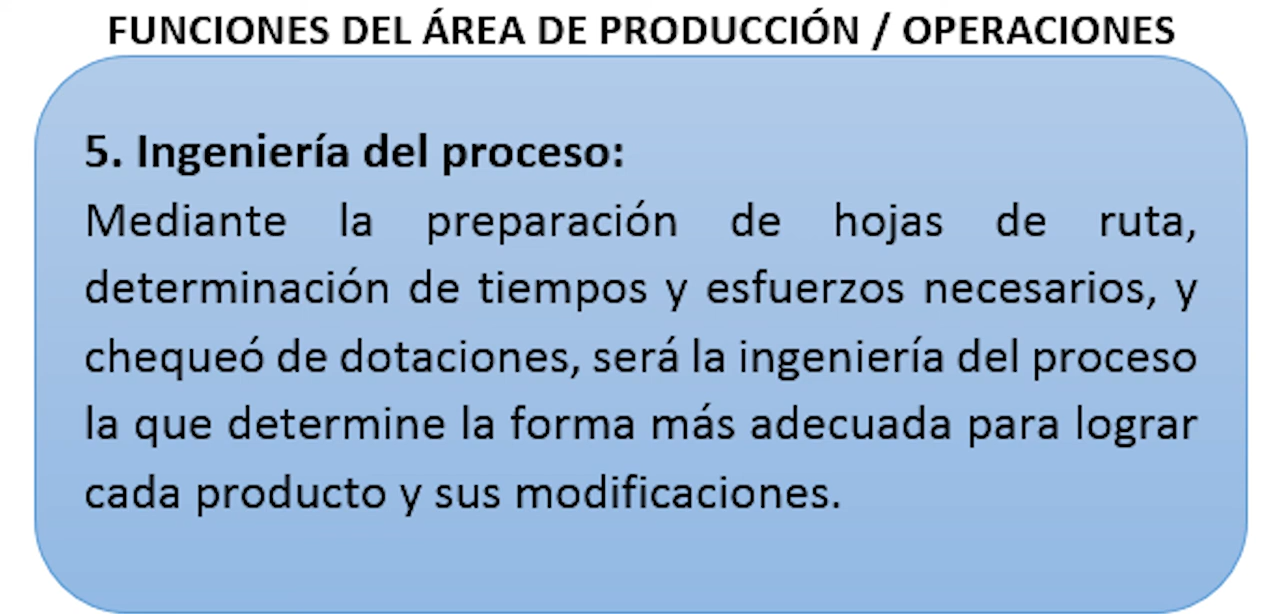 FUNCIONES DEL ÁREA DE PRODUCCIÓN / OPERACIONES
5. Ingeniería del proceso:
Mediante la preparación de hojas de ruta,
determinación de tiempos y esfuerzos necesarios, y
chequeó de dotaciones, será la ingeniería del proceso
la que determine la forma más adecuada para lograr
cada producto y sus modificaciones.